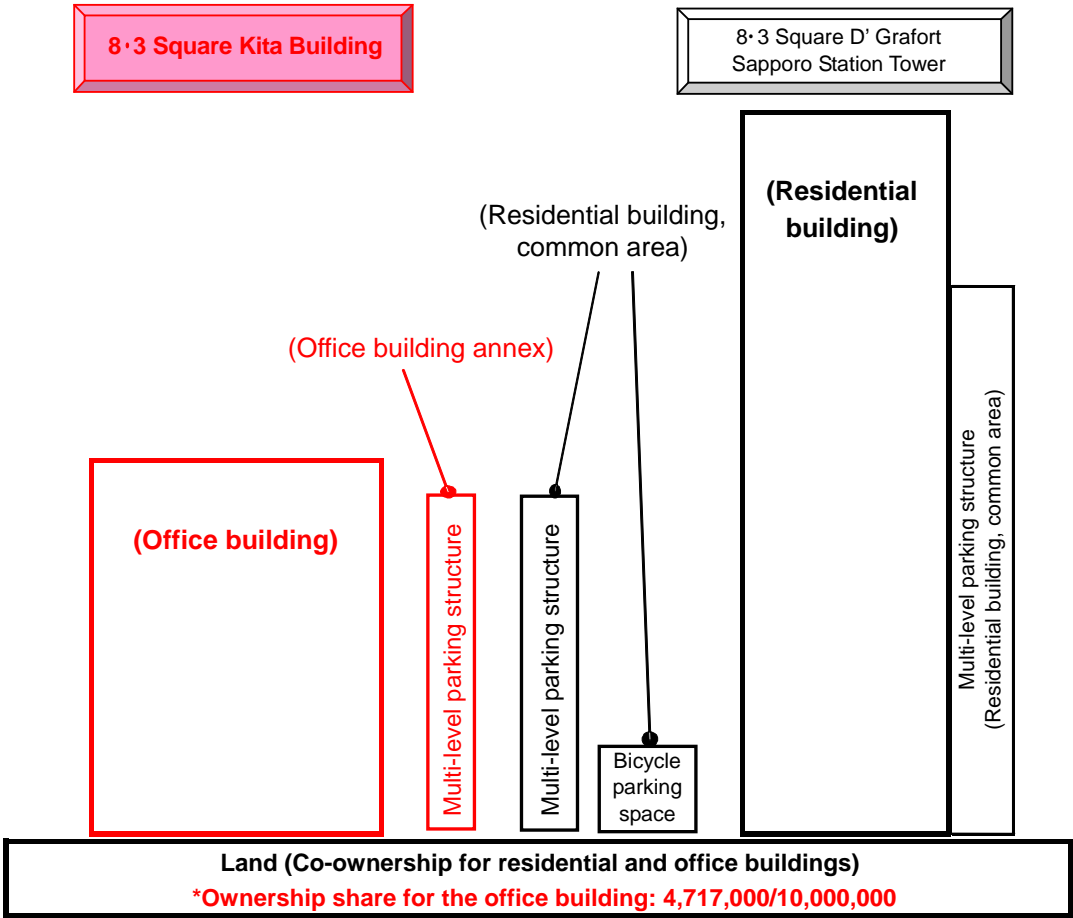 8・3 Square Kita Building
8・3 Square D' Grafort
Sapporo Station Tower
(Residential
building)
(Residential building,
common area)
(Office building annex)
(Office building)
Multi-level parking structure
Multi-level parking structure
Bicycle
parking
space
Multi-level parking structure
(Residential building, common area)
Land (Co-ownership for residential and office buildings)
*Ownership share for the office building: 4,717,000/10,000,000